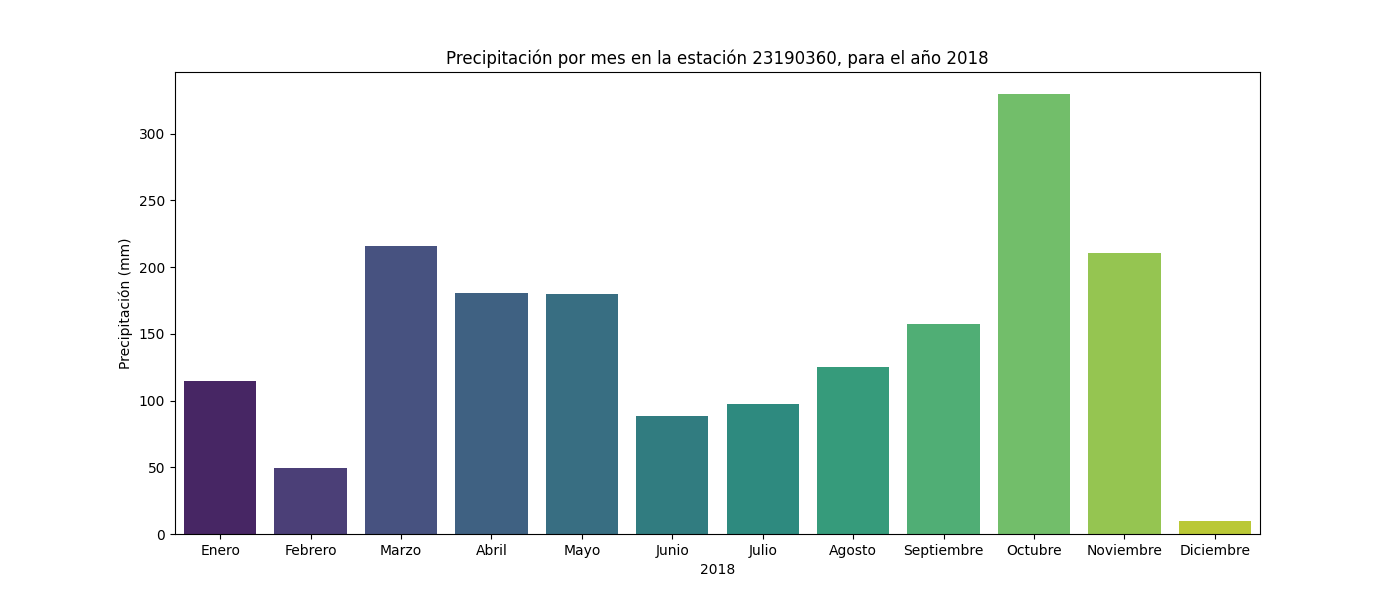 Precipitación por mes en la estación 23190360, para el año 2018
Precipitación (mm)
300
250
200
150
100
50
0
Enero Febrero Marzo Abril Mayo Junio Julio Agosto Septiembre Octubre Noviembre Diciembre
2018